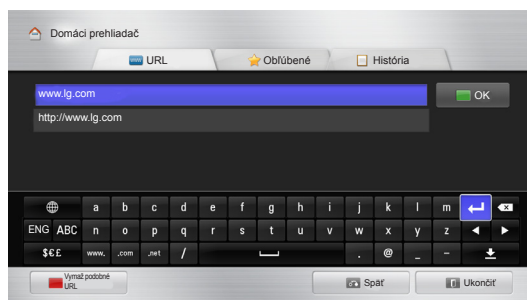 Domáci prehliadač
URL Obľúbené História
www.lg.com OK
http://www.lg.com
a b c d e f g h i j k l m
ENG ABC n o p q r s t u v w x y z
$€£ www. .com .net / . @ _ -
Vymaž podobné
URL
Späť Ukončiť